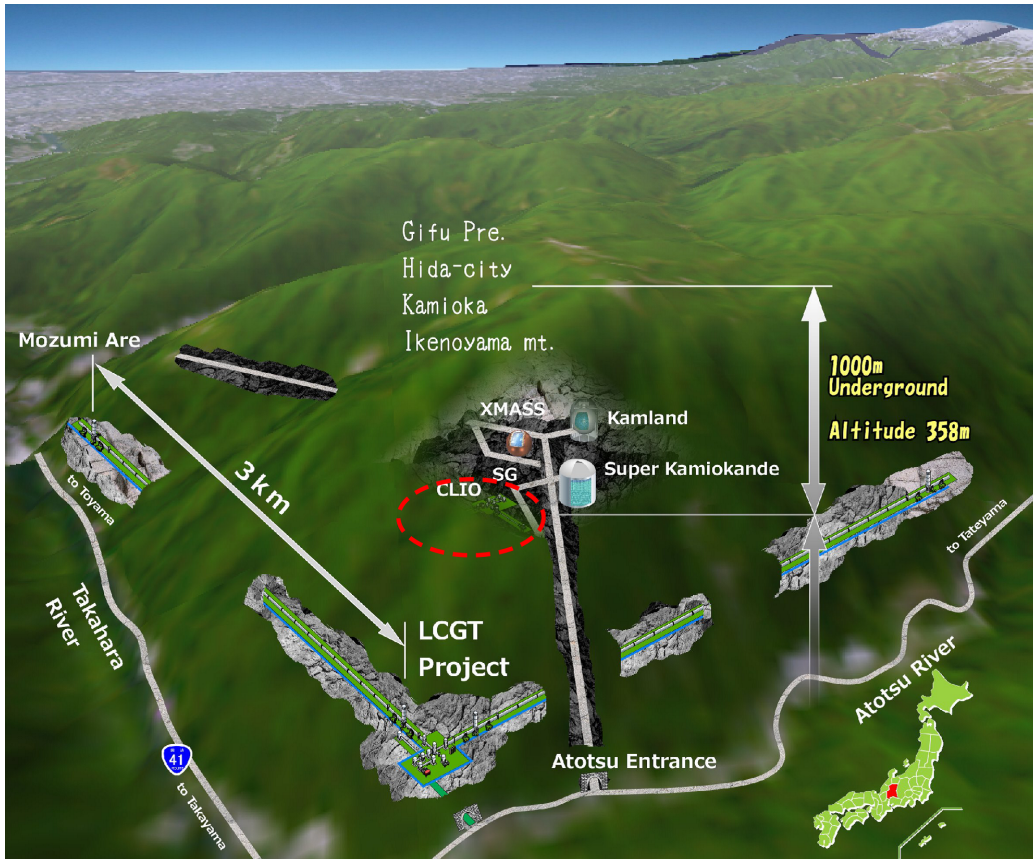 Gifu Pre.
Hida-city
Kamioka
Ikenoyama mt.
Mozumi Are
1000m
Underground
Altitude 358m
XMASS
Kamland
SG
Super Kamiokande
CLIO
3km
to Toyama
to Tateyama
Takahara
River
LCGT
Project
Atotsu River
Atotsu Entrance
41
to Takayama